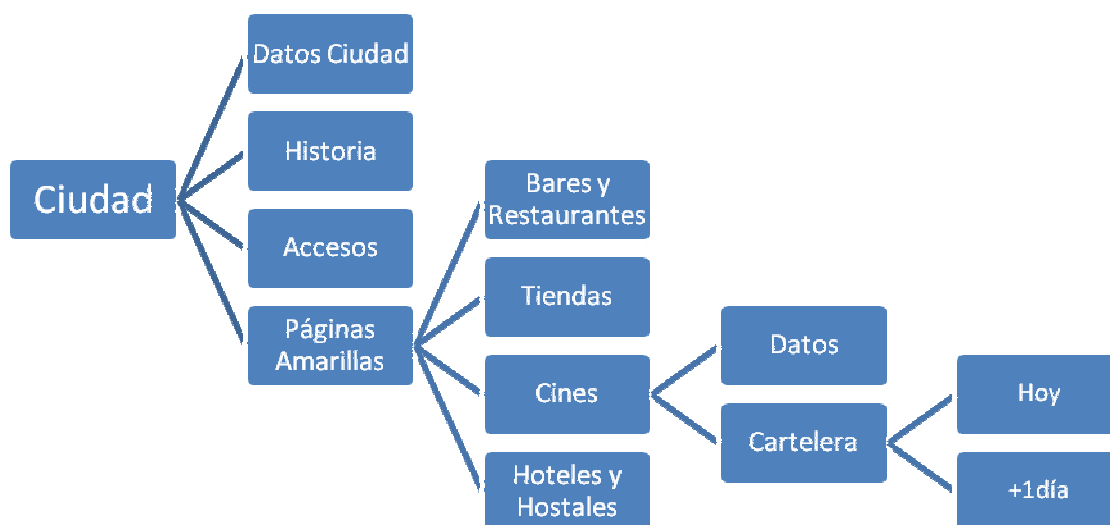 Ciudad
Datos Ciudad
Historia
Accesos
Páginas
Amarillas
Bares y
Restaurantes
Tiendas
Cines
Hoteles y
Hostales
Datos
Cartelera
Hoy
+1día